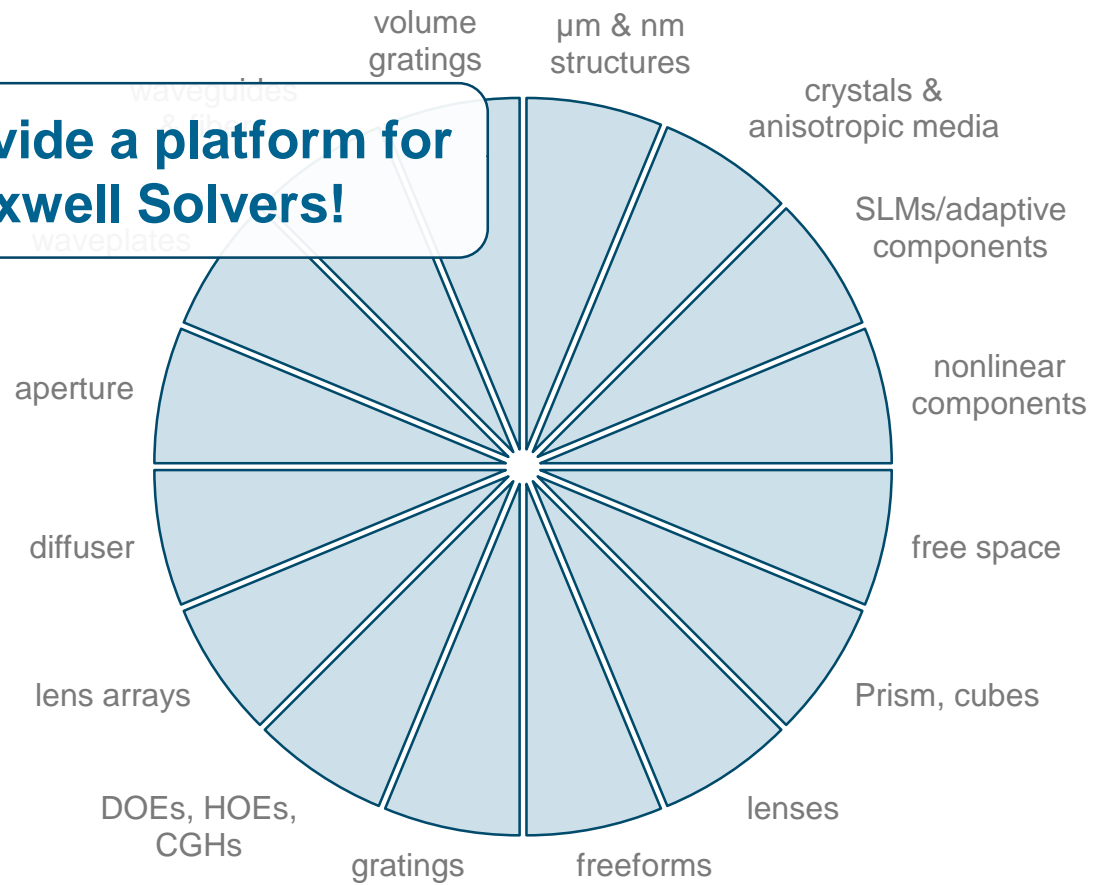 volume
gratings
µm & nm
structures
waveguides
crystals &
anisotropic media
vide a platform for
xwell Solvers!
waveplates
SLMs/adaptive
components
aperture
nonlinear
components
diffuser
free space
lens arrays
Prism, cubes
DOEs, HOEs,
CGHs
lenses
gratings
freeforms